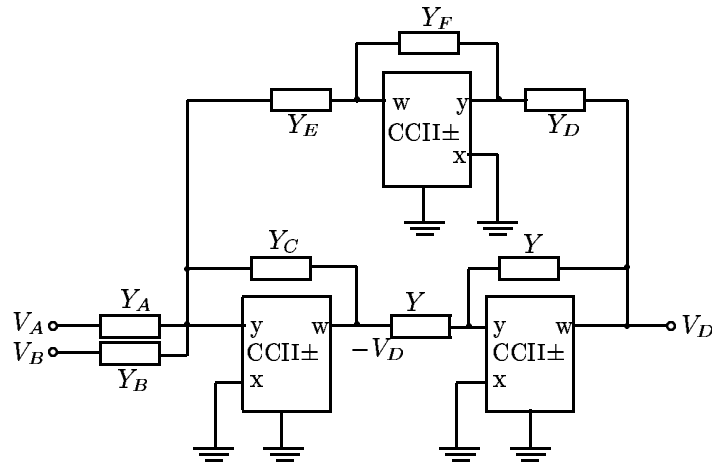 Y_F
w y
CCII±
x
Y_E
Y_D
Y_C
Y
V_A
Y_A
y w
CCII±
x
Y
−V_D
y w
CCII±
x
V_D
V_B
Y_B